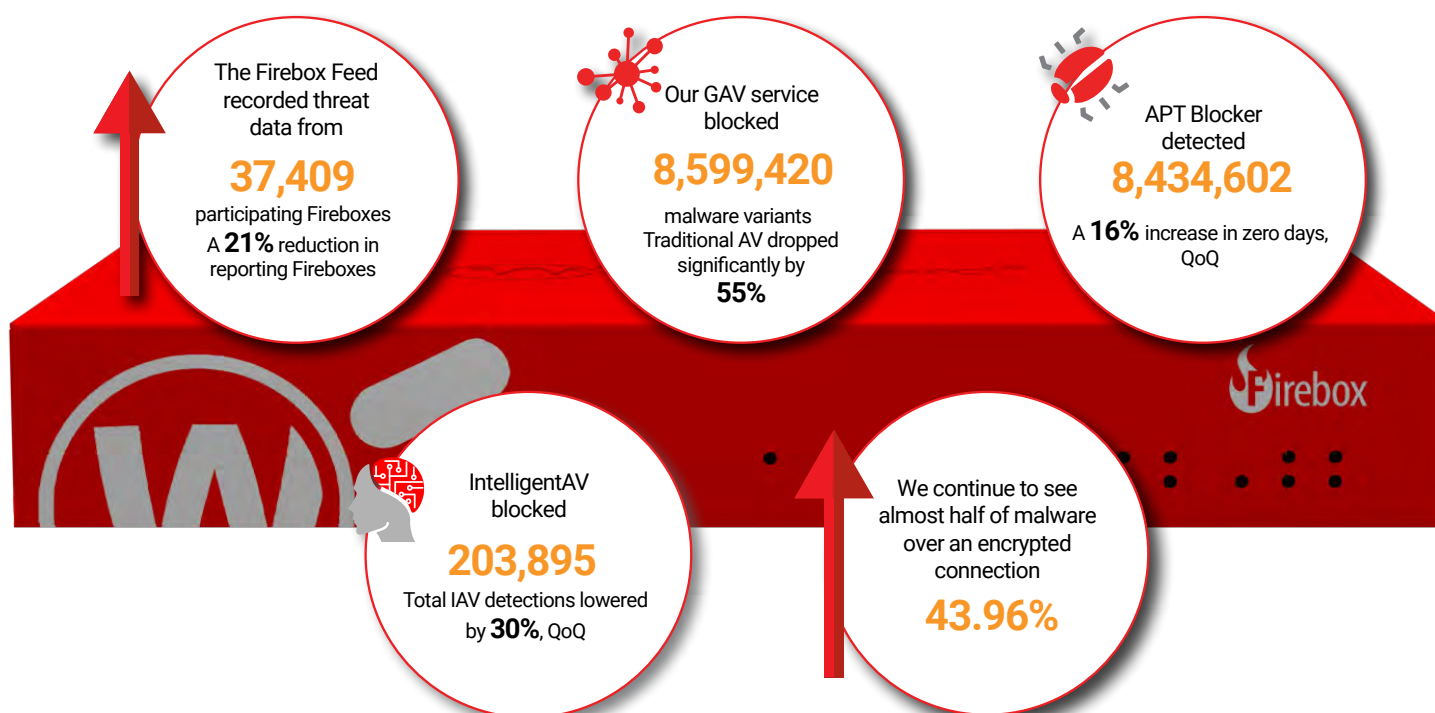 The Firebox Feed
recorded threat
data from
37,409
participating Fireboxes
A 21% reduction in
reporting Fireboxes
Our GAV service
blocked
8,599,420
malware variants
Traditional AV dropped
significantly by
55%
APT Blocker
detected
8,434,602
A 16% increase in zero days,
QoQ
Firebox
W
IntelligentAV
blocked
203,895
Total IAV detections lowered
by 30%, QoQ
We continue to see
almost half of malware
over an encrypted
connection
43.96%